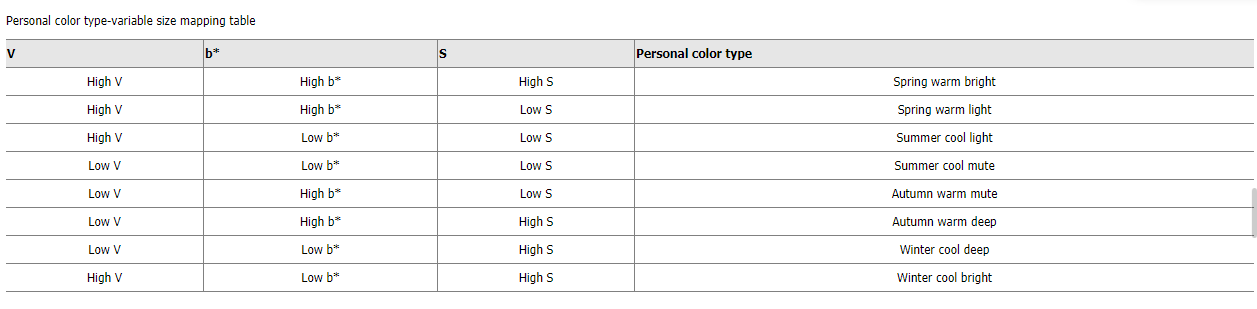 Personal color type-variable size mapping table
V b* S Personal color type
High V High b* High S Spring warm bright
High V High b* Low S Spring warm light
High V Low b* Low S Summer cool light
Low V Low b* Low S Summer cool mute
Low V High b* Low S Autumn warm mute
Low V High b* High S Autumn warm deep
Low V Low b* High S Winter cool deep
High V Low b* High S Winter cool bright